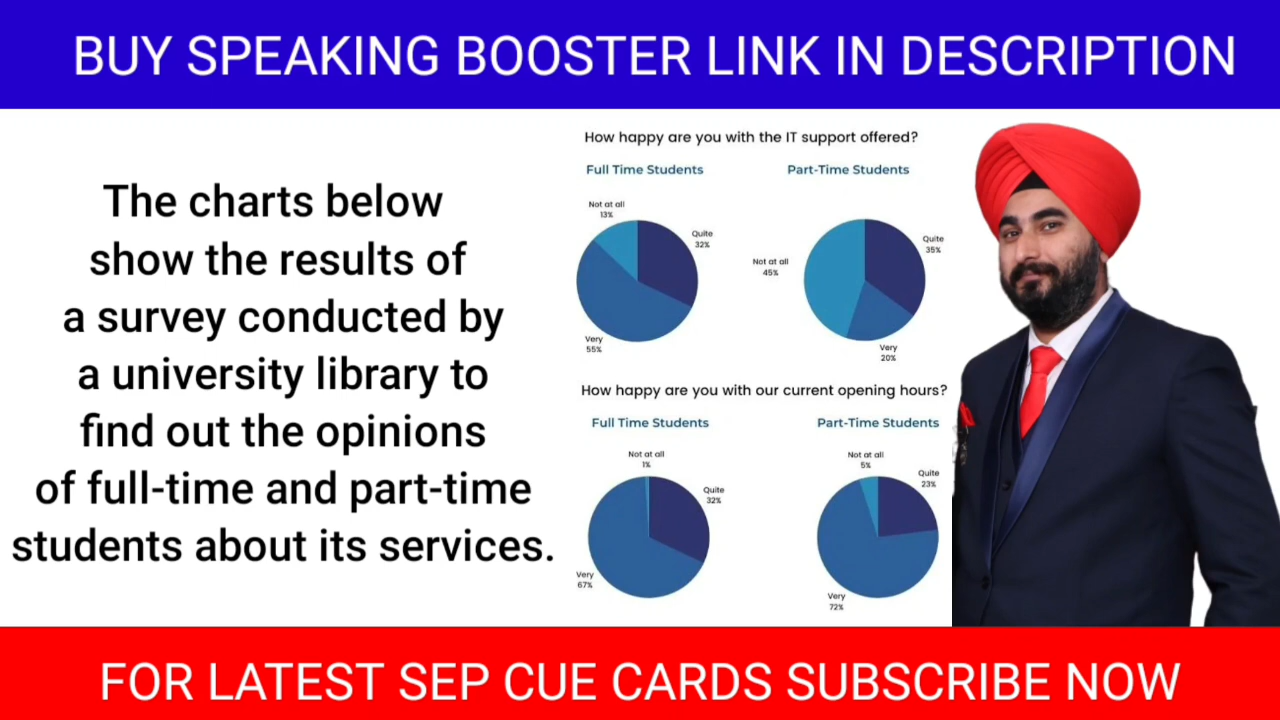 BUY SPEAKING BOOSTER LINK IN DESCRIPTION
The charts below
show the results of
a survey conducted by
a university library to
find out the opinions
of full-time and part-time
students about its services.
How happy are you with the IT support offered?
Full Time Students
Not at all
13%
Quite
32%
Very
55%
Part-Time Students
Quite
35%
Not at all
45%
Very
20%
How happy are you with our current opening hours?
Full Time Students
Not at all
1%
Quite
32%
Very
67%
Part-Time Students
Not at all
5%
Quite
23%
Very
72%
FOR LATEST SEP CUE CARDS SUBSCRIBE NOW